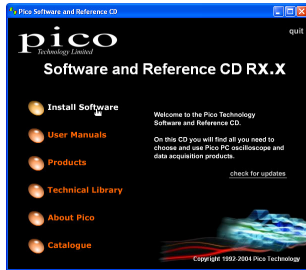 Pico Software and Reference CD
quit
pico
Technology Limited
Software and Reference CD RX.X
Install Software
User Manuals
Products
Technical Library
About Pico
Catalogue
Welcome to the Pico Technology
Software and Reference CD.
On this CD you will find all you need to
choose and use Pico PC oscilloscope and
data acquisition products.
check for updates
Copyright 1992-2004 Pico Technology